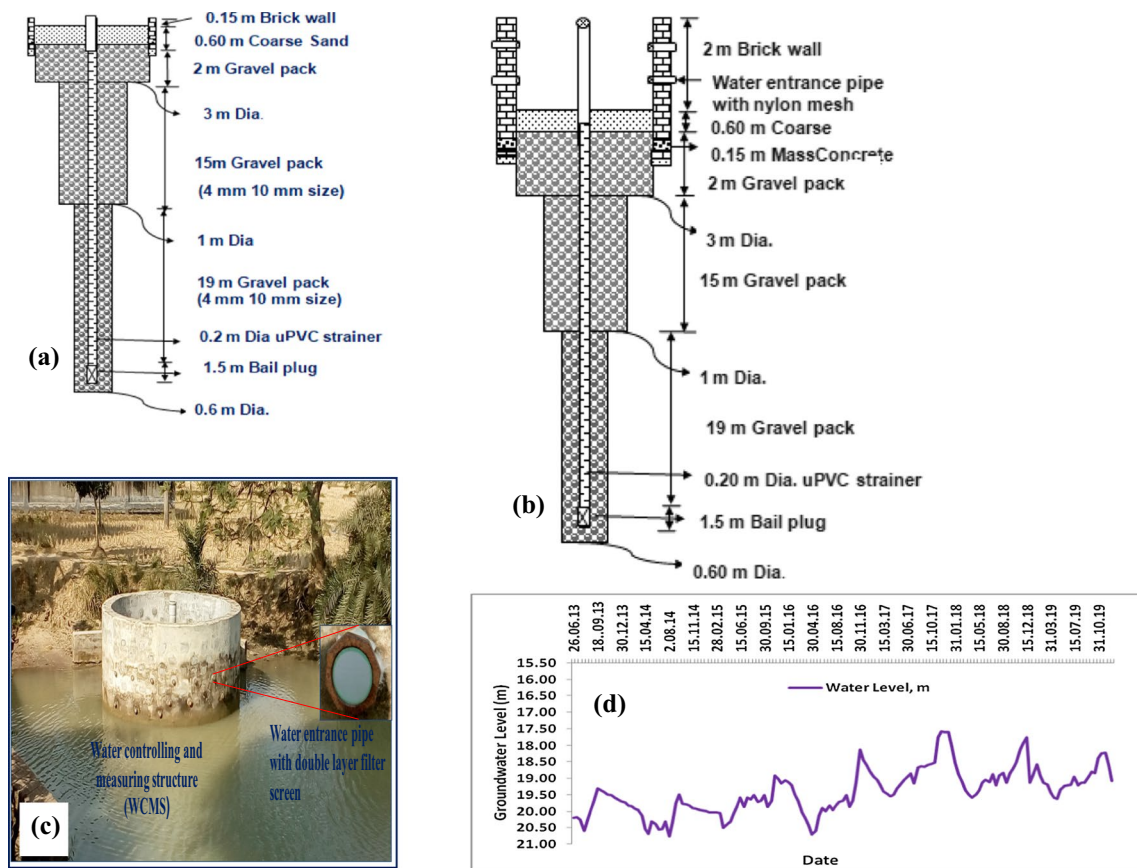 0.15 m Brick wall
0.60 m Coarse Sand
2 m Gravel pack
3 m Dia.
15m Gravel pack
(4 mm 10 mm size)
1 m Dia
19 m Gravel pack
(4 mm 10 mm size)
0.2 m Dia uPVC strainer
1.5 m Bail plug
0.6 m Dia.
(a)
2 m Brick wall
Water entrance pipe
with nylon mesh
0.60 m Coarse
0.15 m MassConcrete
2 m Gravel pack
3 m Dia.
15 m Gravel pack
1 m Dia.
19 m Gravel pack
0.20 m Dia. uPVC strainer
1.5 m Bail plug
0.60 m Dia.
(b)
Water controlling and
measuring structure
(WCMS)
Water entrance pipe
with double layer filter
screen
(c)
26.06.13
18.09.13
30.12.13
15.04.14
2.08.14
15.11.14
28.02.15
15.06.15
30.09.15
15.01.16
30.04.16
15.08.16
30.11.16
15.03.17
30.06.17
15.10.17
31.01.18
15.05.18
30.08.18
15.12.18
31.03.19
15.07.19
31.10.19
15.50
16.00
16.50
17.00
17.50
18.00
18.50
19.00
19.50
20.00
20.50
21.00
Groundwater Level (m)
Water Level, m
(d)
Date